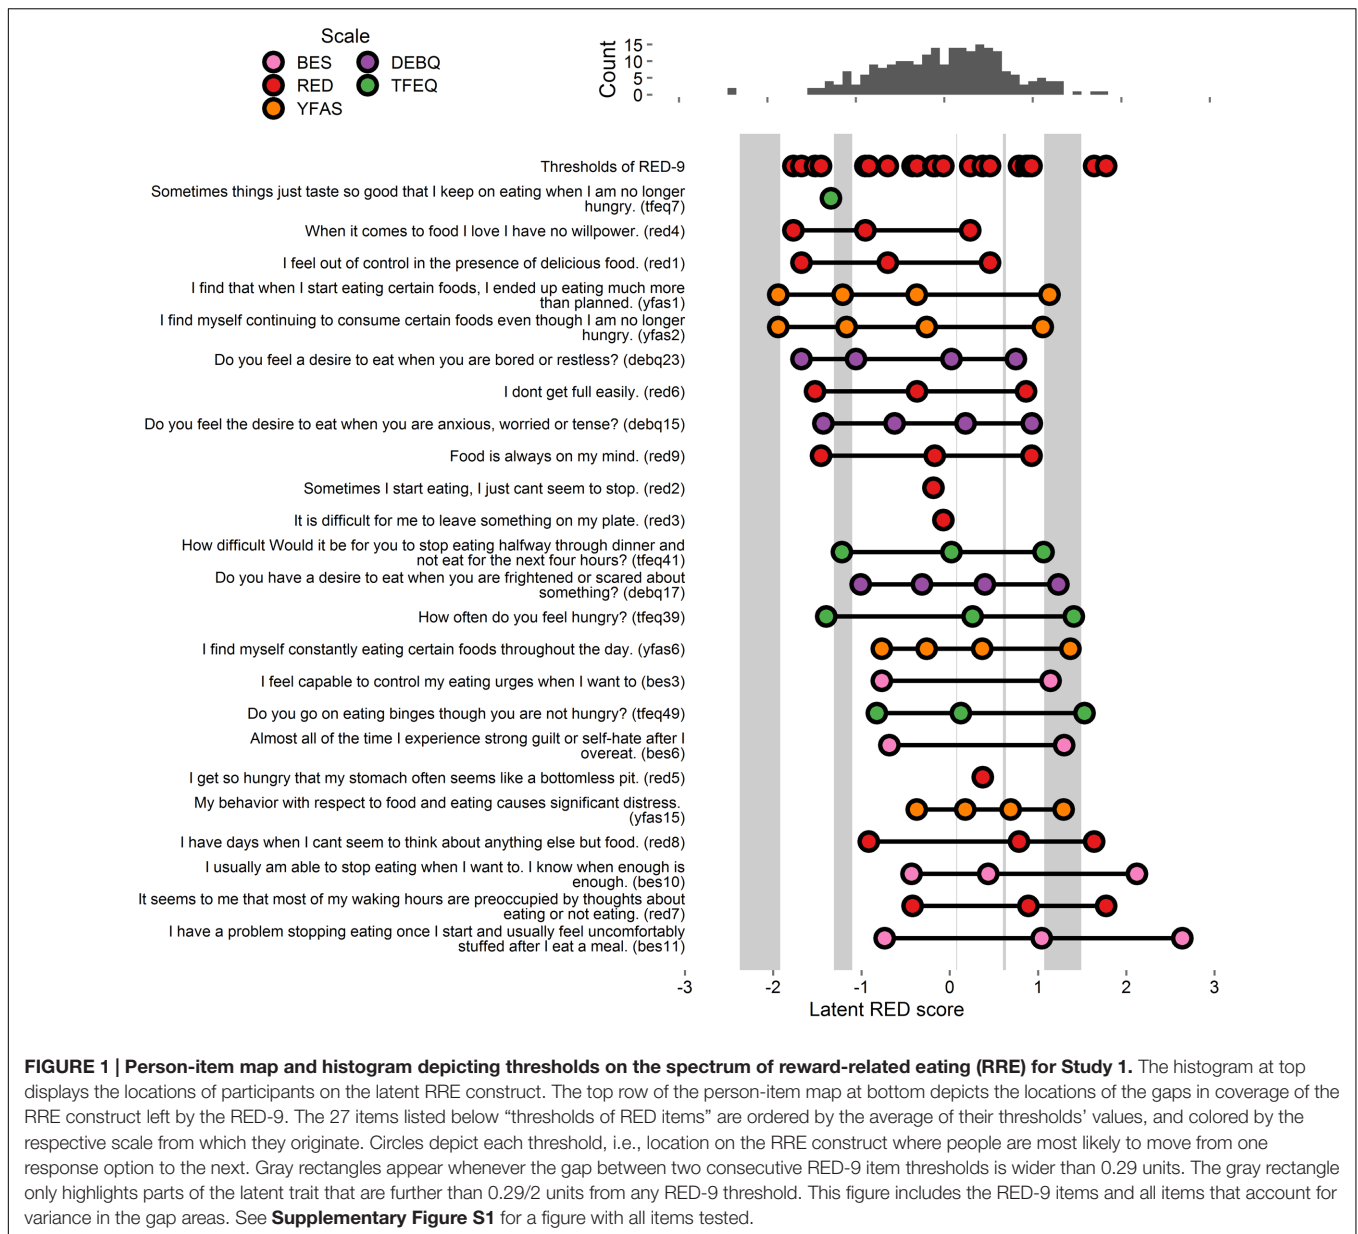 Scale
BES
DEBQ
RED
TFEQ
YFAS
Count
15
10
5
0
Thresholds of RED-9
Sometimes things just taste so good that I keep on eating when I am no longer
hungry. (tfeq7)
When it comes to food I love I have no willpower. (red4)
I feel out of control in the presence of delicious food. (red1)
I find that when I start eating certain foods, I ended up eating much more
than planned. (yfas1)
I find myself continuing to consume certain foods even though I am no longer
hungry. (yfas2)
Do you feel a desire to eat when you are bored or restless? (debq23)
I dont get full easily. (red6)
Do you feel the desire to eat when you are anxious, worried or tense? (debq15)
Food is always on my mind. (red9)
Sometimes I start eating, I just cant seem to stop. (red2)
It is difficult for me to leave something on my plate. (red3)
How difficult Would it be for you to stop eating halfway through dinner and
not eat for the next four hours? (tfeq41)
Do you have a desire to eat when you are frightened or scared about
something? (debq17)
How often do you feel hungry? (tfeq39)
I find myself constantly eating certain foods throughout the day. (yfas6)
I feel capable to control my eating urges when I want to (bes3)
Do you go on eating binges though you are not hungry? (tfeq49)
Almost all of the time I experience strong guilt or self-hate after I
overeat. (bes6)
I get so hungry that my stomach often seems like a bottomless pit. (red5)
My behavior with respect to food and eating causes significant distress.
(yfas15)
I have days when I cant seem to think about anything else but food. (red8)
I usually am able to stop eating when I want to. I know when enough is
enough. (bes10)
It seems to me that most of my waking hours are preoccupied by thoughts about
eating or not eating. (red7)
I have a problem stopping eating once I start and usually feel uncomfortably
stuffed after I eat a meal. (bes11)
-3 -2 -1 0 1 2 3
Latent RED score
FIGURE 1 | Person-item map and histogram depicting thresholds on the spectrum of reward-related eating (RRE) for Study 1. The histogram at top
displays the locations of participants on the latent RRE construct. The top row of the person-item map at bottom depicts the locations of the gaps in coverage of the
RRE construct left by the RED-9. The 27 items listed below “thresholds of RED items” are ordered by the average of their thresholds’ values, and colored by the
respective scale from which they originate. Circles depict each threshold, i.e., location on the RRE construct where people are most likely to move from one
response option to the next. Gray rectangles appear whenever the gap between two consecutive RED-9 item thresholds is wider than 0.29 units. The gray rectangle
only highlights parts of the latent trait that are further than 0.29/2 units from any RED-9 threshold. This figure includes the RED-9 items and all items that account for
variance in the gap areas. See Supplementary Figure S1 for a figure with all items tested.